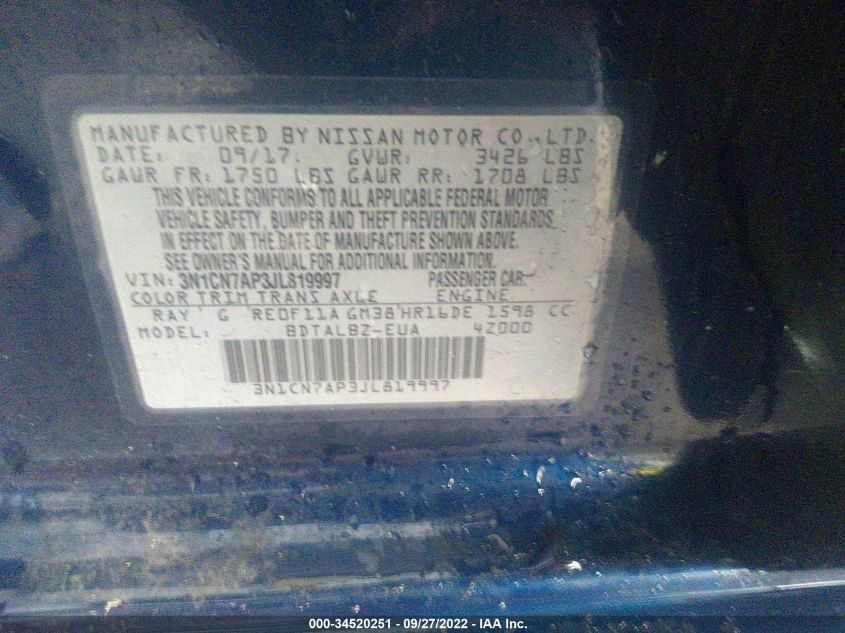 MANUFACTURED BY NISSAN MOTOR CO.,LTD.
DATE: 09/17. GVWR: 3426 LBS
GAWR FR: 1750 LBS GAWR RR: 1708 LBS
THIS VEHICLE CONFORMS TO ALL APPLICABLE FEDERAL MOTOR
VEHICLE SAFETY, BUMPER AND THEFT PREVENTION STANDARDS
IN EFFECT ON THE DATE OF MANUFACTURE SHOWN ABOVE.
SEE OWNER'S MANUAL FOR ADDITIONAL INFORMATION.
VIN: 3N1CN7AP3JL819997 PASSENGER CAR
COLOR TRIM TRANS AXLE ENGINE
RAY G RE0F11A GM38 HR16DE 1598 CC
MODEL: BDTALBZ-EUA 4Z000
3N1CN7AP3JL819997
000-34520251 - 09/27/2022 - IAA Inc.